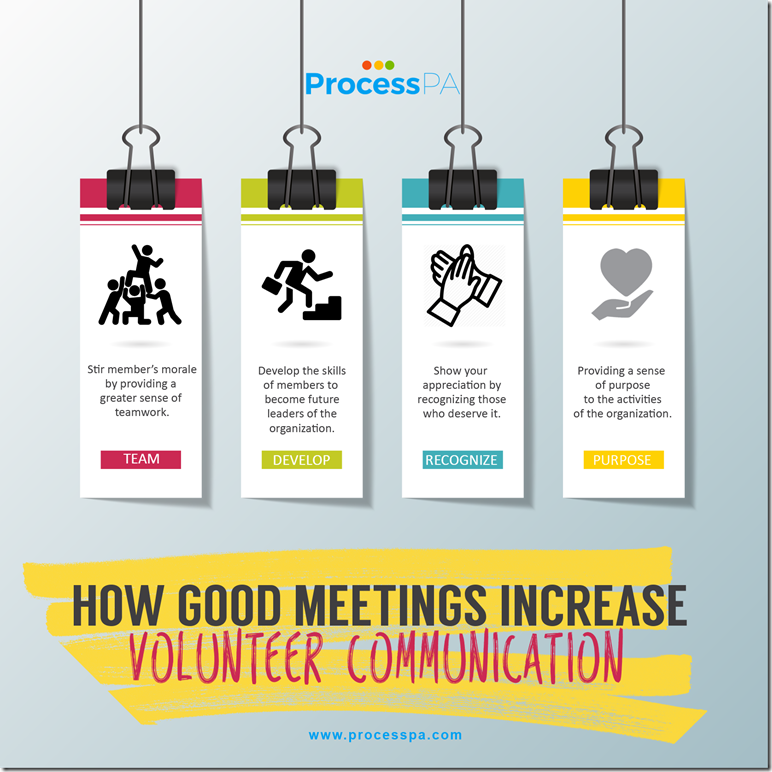 ProcessPA
Stir member's morale
by providing a
greater sense of
teamwork.
TEAM
Develop the skills
of members to
become future
leaders of the
organization.
DEVELOP
Show your
appreciation by
recognizing those
who deserve it.
RECOGNIZE
Providing a sense
of purpose
to the activities
of the organization.
PURPOSE
HOW GOOD MEETINGS INCREASE
VOLUNTEER COMMUNICATION
www.processpa.com